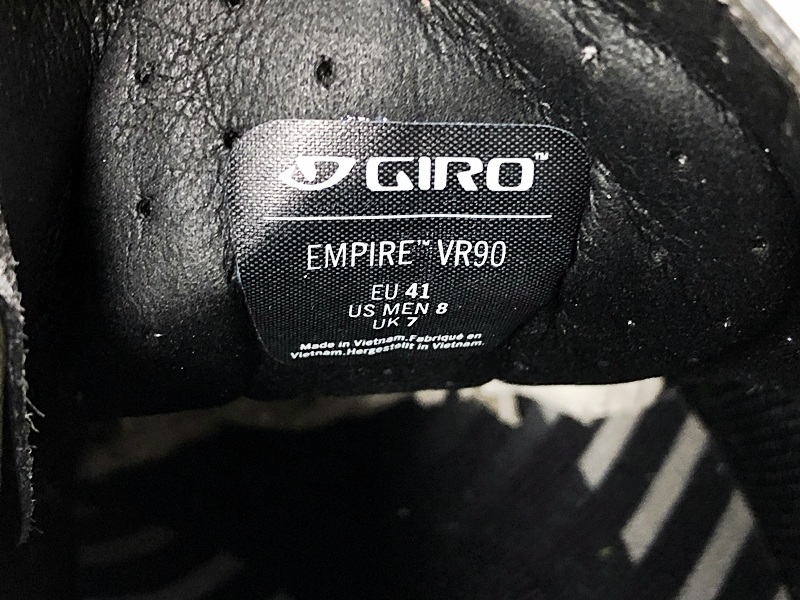 GIRO™
EMPIRE™ VR90
EU 41
US MEN 8
UK 7
Made in Vietnam.Fabriqué en
Vietnam.Hergestellt in Vietnam.